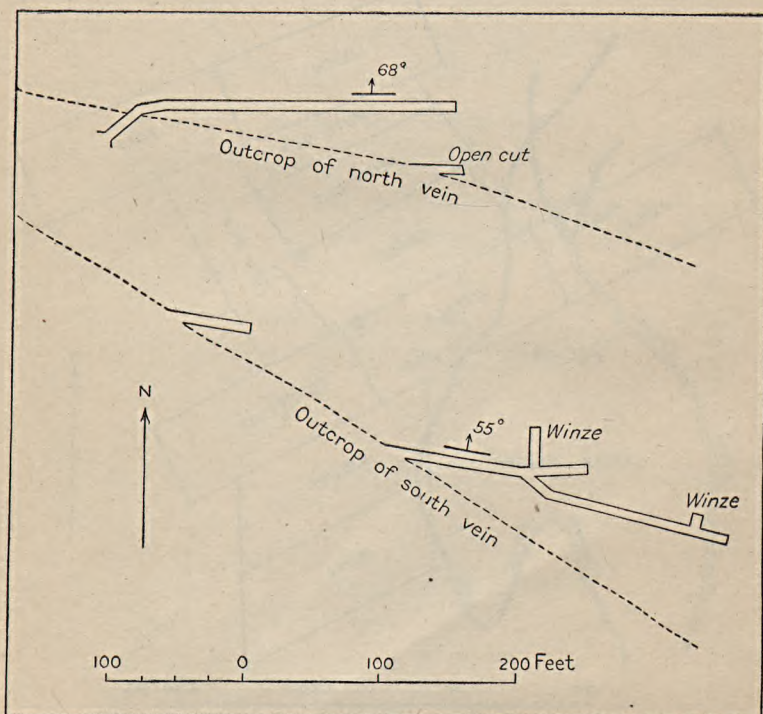 68°
Open cut
Outcrop of north vein
N
55°
Winze
Outcrop of south vein
Winze
100 0 100 200 Feet